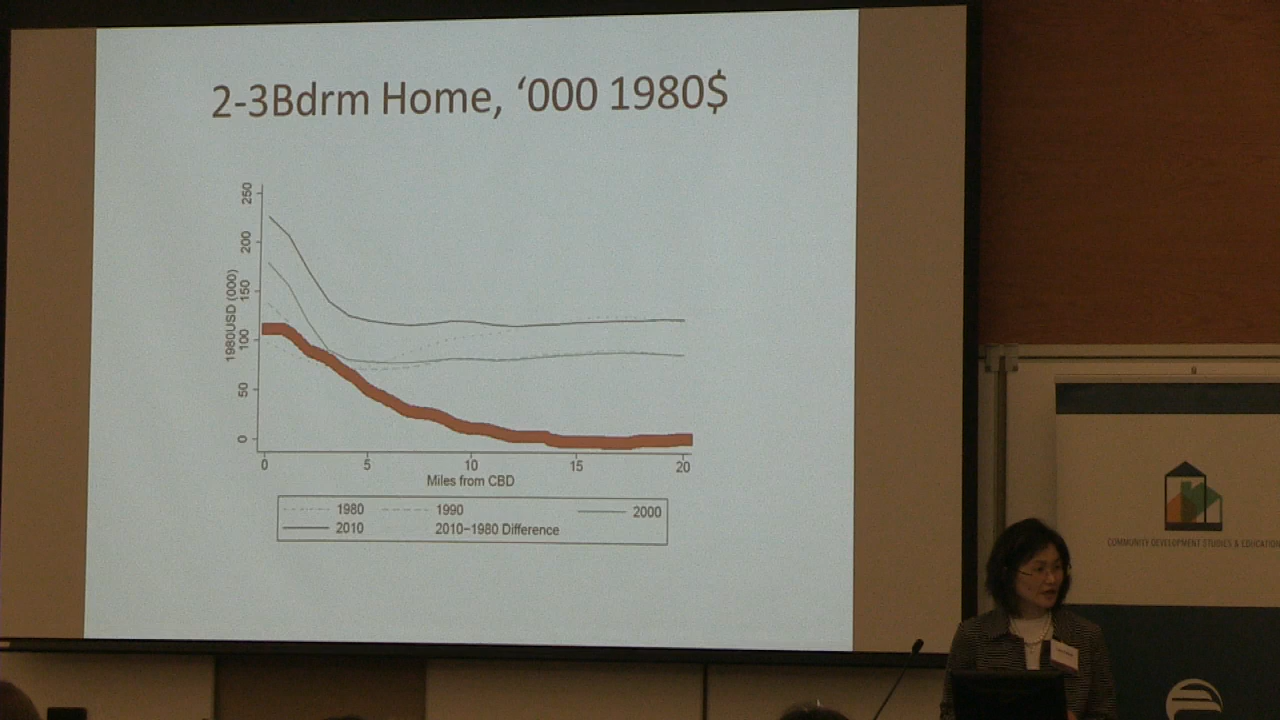 2-3Bdrm Home, ‘000 1980$
250
200
150
100
50
0
1980USD (000)
0 5 10 15 20
Miles from CBD
1980 1990 2000
2010 2010−1980 Difference
COMMUNITY DEVELOPMENT STUDIES & EDUCATION